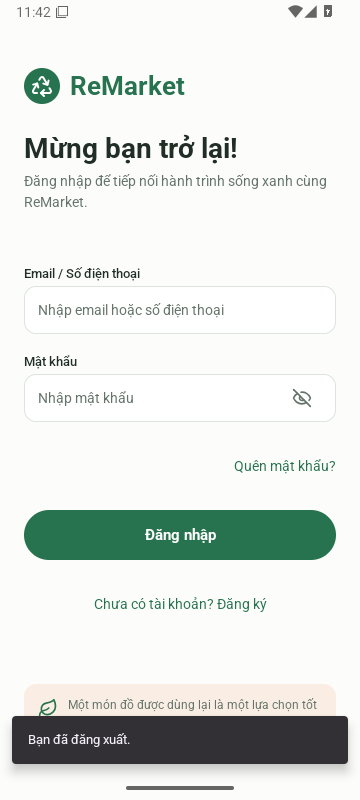 11:42
ReMarket
Mừng bạn trở lại!
Đăng nhập để tiếp nối hành trình sống xanh cùng
ReMarket.
Email / Số điện thoại
Nhập email hoặc số điện thoại
Mật khẩu
Nhập mật khẩu
Quên mật khẩu?
Đăng nhập
Chưa có tài khoản? Đăng ký
Một món đồ được dùng lại là một lựa chọn tốt
Bạn đã đăng xuất.